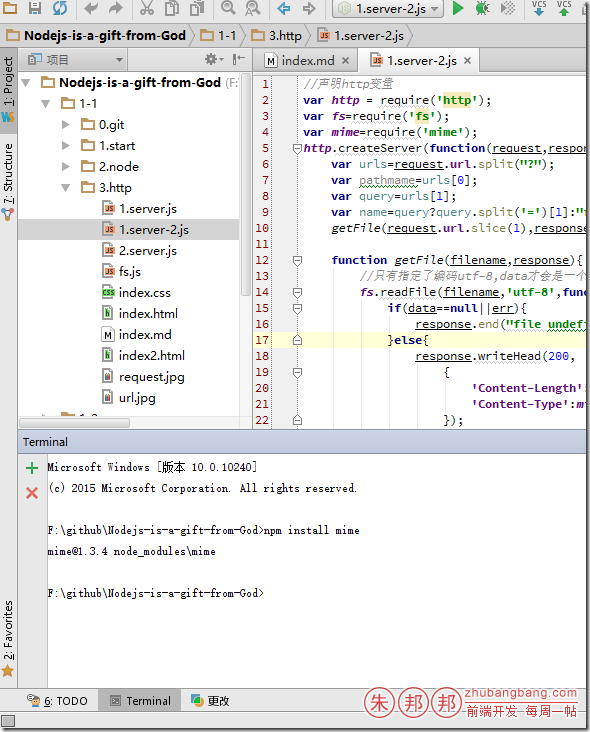 1.server-2.js
VCS
VCS
Nodejs-is-a-gift-from-God
1-1
3.http
1.server-2.js
1: Project
7: Structure
2: Favorites
项目
Nodejs-is-a-gift-from-God
1-1
0.git
1.start
2.node
3.http
1.server.js
1.server-2.js
2.server.js
fs.js
index.css
index.html
index.md
index2.html
request.jpg
url.jpg
index.md
1.server-2.js
1 //声明http变量
2 var http = require('http');
3 var fs=require('fs');
4 var mime=require('mime');
5 http.createServer(function(request,respon
6 var urls=request.url.split("?");
7 var pathmame=urls[0];
8 var query=urls[1];
9 var name=query?query.split('=')[1]:"
10 getFile(request.url.slice(1),respons
11
12 function getFile(filename,response){
13 //只有指定了编码utf-8,data才会是一个
14 fs.readFile(filename,'utf-8',func
15 if(data==null||err){
16 response.end("file undefi
17 }else{
18 response.writeHead(200,
19 {
20 'Content-Length':
21 'Content-Type':m
22 });
Terminal
Microsoft Windows [版本 10.0.10240]
(c) 2015 Microsoft Corporation. All rights reserved.
F:\github\Nodejs-is-a-gift-from-God>npm install mime
mime@1.3.4 node_modules\mime
F:\github\Nodejs-is-a-gift-from-God>
6: TODO
Terminal
更改
朱邦邦
zhubangbang.com
前端开发 每周一帖